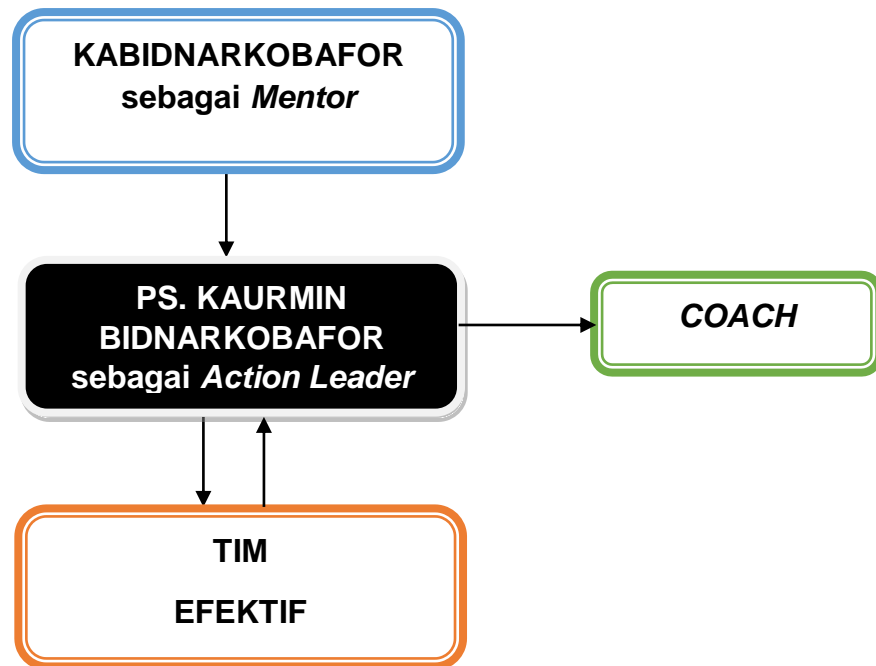 KABIDNARKOBAFOR
sebagai Mentor
PS. KAURMIN
BIDNARKOBAFOR
sebagai Action Leader
COACH
TIM
EFEKTIF